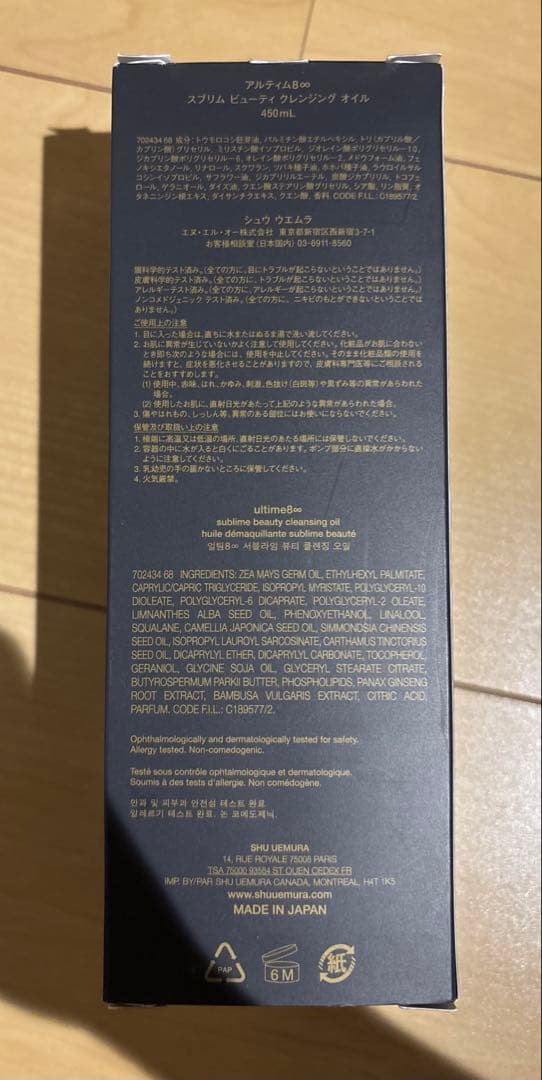 アルティム8∞
スブリム ビューティ クレンジング オイル
450mL
702434 68 成分：トウモロコシ胚芽油、パルミチン酸エチルヘキシル、トリ（カプリル酸／
カプリン酸）グリセリル、ミリスチン酸イソプロピル、ジオレイン酸ポリグリセリル－10、
ジカプリン酸ポリグリセリル－6、オレイン酸ポリグリセリル－2、メドウフォーム油、フェ
ノキシエタノール、リナロール、スクワラン、ツバキ種子油、ホホバ種子油、ラウロイルサル
コシンイソプロピル、サフラワー油、ジカプリリルエーテル、炭酸ジカプリリル、トコフェ
ロール、ゲラニオール、ダイズ油、クエン酸ステアリン酸グリセリル、シア脂、リン脂質、オ
タネニンジン根エキス、ダイサンチクエキス、クエン酸、香料. CODE F.I.L.: C189577/2.
シュウ ウエムラ
エヌ・エル・オー株式会社 東京都新宿区西新宿3-7-1
お客様相談室（日本国内）03-6911-8560
眼科学的テスト済み。（全ての方に、目にトラブルが起こらないということではありません。）
皮膚科学的テスト済み。（全ての方に、トラブルが起こらないということではありません。）
アレルギーテスト済み。（全ての方に、アレルギーが起こらないということではありません。）
ノンコメドジェニック テスト済み。（全ての方に、ニキビのもとができないということでは
ありません。）
ご使用上の注意
1. 目に入った場合は、直ちに水またはぬるま湯で洗い流してください。
2. お肌に異常が生じていないかよく注意して使用してください。化粧品がお肌に合わない
とき即ち次のような場合には、使用を中止してください。そのまま化粧品類の使用を
続けますと、症状を悪化させることがありますので、皮膚科専門医等にご相談される
ことをおすすめします。
(1) 使用中、赤味、はれ、かゆみ、刺激、色抜け（白斑等）や黒ずみ等の異常があらわれた
場合。
(2) 使用したお肌に、直射日光があたって上記のような異常があらわれた場合。
3. 傷やはれもの、しっしん等、異常のある部位にはお使いにならないでください。
保管及び取扱い上の注意
1. 極端に高温又は低温の場所、直射日光のあたる場所には保管しないでください。
2. 容器の中に水が入ると白くにごることがあります。ポンプ部分に直接水がかからない
ように注意してください。
3. 乳幼児の手の届かないところに保管してください。
4. 火気厳禁。
ultime8∞
sublime beauty cleansing oil
huile démaquillante sublime beauté
얼팀8∞ 서블라임 뷰티 클렌징 오일
702434 68 INGREDIENTS: ZEA MAYS GERM OIL, ETHYLHEXYL PALMITATE,
CAPRYLIC/CAPRIC TRIGLYCERIDE, ISOPROPYL MYRISTATE, POLYGLYCERYL-10
DIOLEATE, POLYGLYCERYL-6 DICAPRATE, POLYGLYCERYL-2 OLEATE,
LIMNANTHES ALBA SEED OIL, PHENOXYETHANOL, LINALOOL,
SQUALANE, CAMELLIA JAPONICA SEED OIL, SIMMONDSIA CHINENSIS
SEED OIL, ISOPROPYL LAUROYL SARCOSINATE, CARTHAMUS TINCTORIUS
SEED OIL, DICAPRYLYL ETHER, DICAPRYLYL CARBONATE, TOCOPHEROL,
GERANIOL, GLYCINE SOJA OIL, GLYCERYL STEARATE CITRATE,
BUTYROSPERMUM PARKII BUTTER, PHOSPHOLIPIDS, PANAX GINSENG
ROOT EXTRACT, BAMBUSA VULGARIS EXTRACT, CITRIC ACID,
PARFUM. CODE F.I.L.: C189577/2.
Ophthalmologically and dermatologically tested for safety.
Allergy tested. Non-comedogenic.
Testé sous contrôle ophtalmologique et dermatologique.
Soumis à des tests d'allergie. Non comédogène.
안과 및 피부과 안전성 테스트 완료
알레르기 테스트 완료. 논 코메도제닉.
SHU UEMURA
14, RUE ROYALE 75008 PARIS
TSA 75000 93584 ST OUEN CEDEX FR
IMP. BY/PAR SHU UEMURA CANADA, MONTREAL, H4T 1K5
www.shuuemura.com
MADE IN JAPAN
PAP
6 M
紙